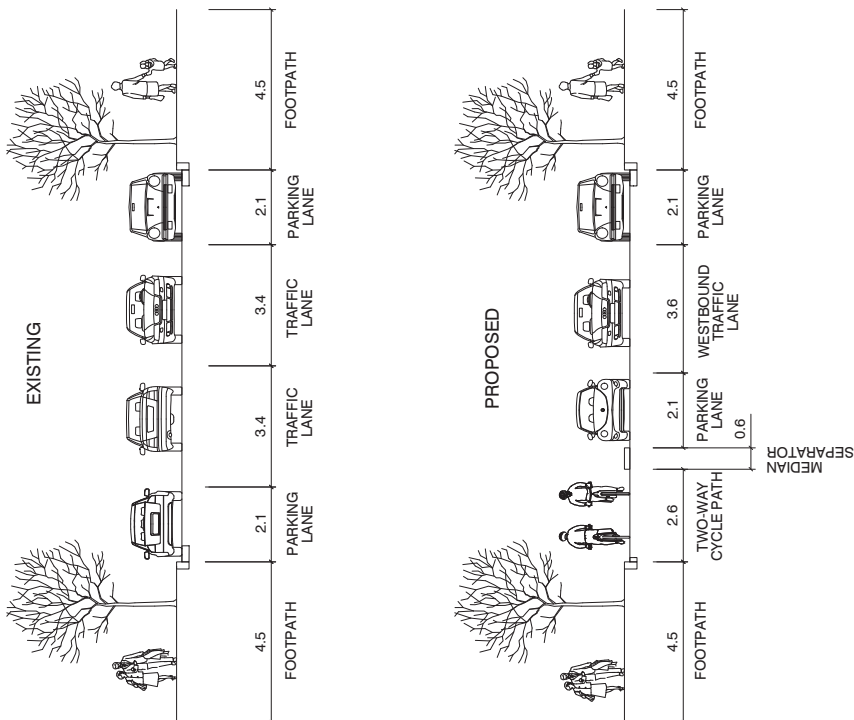 EXISTING
4.5
2.1
3.4
3.4
2.1
4.5
FOOTPATH
PARKING
LANE
TRAFFIC
LANE
TRAFFIC
LANE
PARKING
LANE
FOOTPATH
PROPOSED
4.5
2.6
2.1
3.6
2.1
4.5
FOOTPATH
TWO-WAY
CYCLE PATH
PARKING
LANE
WESTBOUND
TRAFFIC
LANE
PARKING
LANE
FOOTPATH
0.6
MEDIAN
SEPARATOR